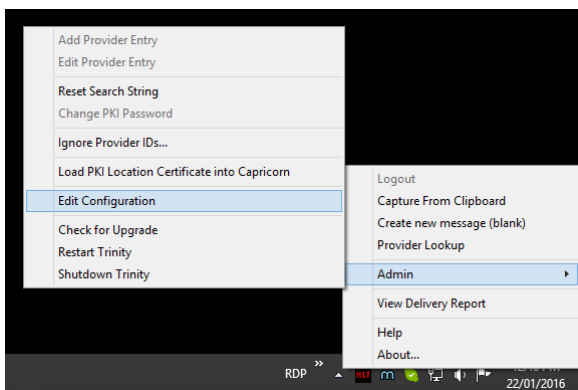 Add Provider Entry
Edit Provider Entry
Reset Search String
Change PKI Password
Ignore Provider IDs...
Load PKI Location Certificate into Capricorn
Edit Configuration
Check for Upgrade
Restart Trinity
Shutdown Trinity
Logout
Capture From Clipboard
Create new message (blank)
Provider Lookup
Admin
View Delivery Report
Help
About...
RDP
HL7
m
22/01/2016